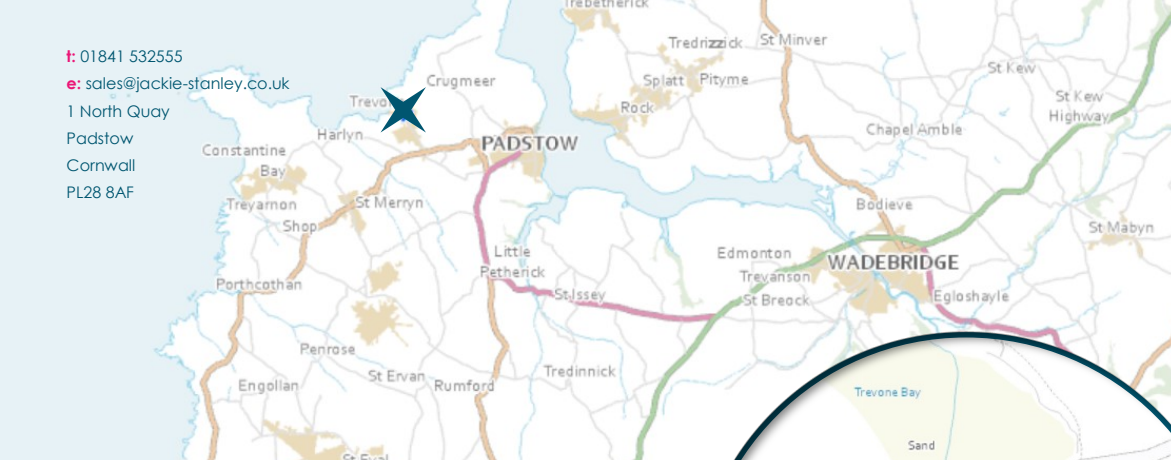 t: 01841 532555
e: sales@jackie-stanley.co.uk
1 North Quay
Padstow
Cornwall
PL28 8AF
Trebetherick
Tredrizzick
St Minver
St Kew
Crugmeer
Splatt
Pityme
Rock
St Kew
Highway
Harlyn
PADSTOW
Chapel Amble
Constantine
Bay
Treyarnon
St Merryn
Bodieve
Shop
St Mabyn
Little
Petherick
Edmonton
WADEBRIDGE
Trevanson
Porthcothan
St Issey
St Breock
Egloshayle
Penrose
St Ervan
Rumford
Tredinnick
Engollan
Trevone Bay
Sand
St Eval